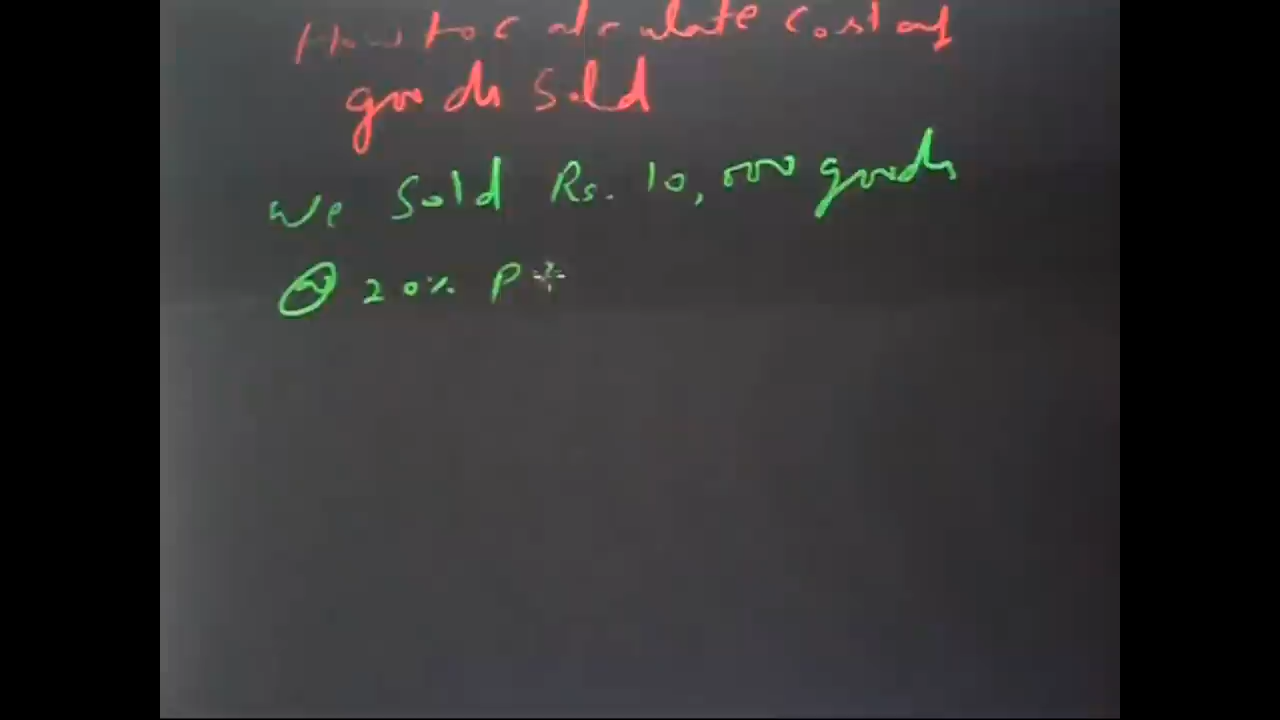 How to calculate cost of
goods sold
We sold Rs. 10,000 goods
@ 20% P